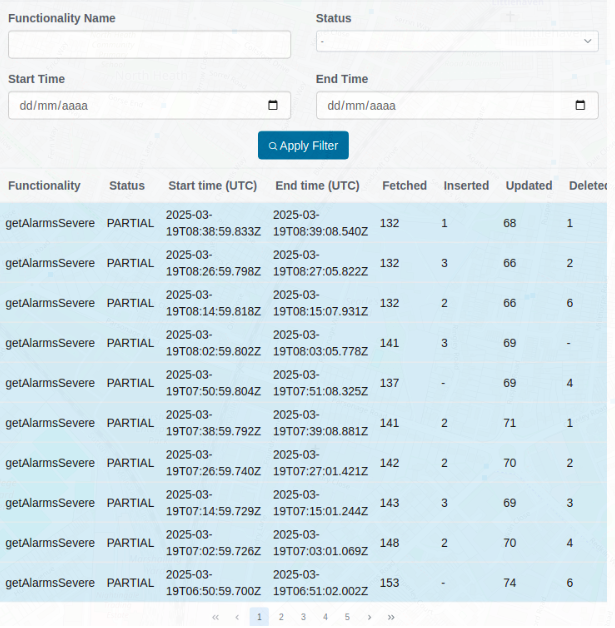 Functionality Name Status
-
Start Time End Time
dd/mm/aaaa dd/mm/aaaa
Apply Filter
Functionality Status Start time (UTC) End time (UTC) Fetched Inserted Updated Deleted
getAlarmsSevere PARTIAL 2025-03-19T08:38:59.833Z 2025-03-19T08:39:08.540Z 132 1 68 1
getAlarmsSevere PARTIAL 2025-03-19T08:26:59.798Z 2025-03-19T08:27:05.822Z 132 3 66 2
getAlarmsSevere PARTIAL 2025-03-19T08:14:59.818Z 2025-03-19T08:15:07.931Z 132 2 66 6
getAlarmsSevere PARTIAL 2025-03-19T08:02:59.802Z 2025-03-19T08:03:05.778Z 141 3 69 -
getAlarmsSevere PARTIAL 2025-03-19T07:50:59.804Z 2025-03-19T07:51:08.325Z 137 - 69 4
getAlarmsSevere PARTIAL 2025-03-19T07:38:59.792Z 2025-03-19T07:39:08.881Z 141 2 71 1
getAlarmsSevere PARTIAL 2025-03-19T07:26:59.740Z 2025-03-19T07:27:01.421Z 142 2 70 2
getAlarmsSevere PARTIAL 2025-03-19T07:14:59.729Z 2025-03-19T07:15:01.244Z 143 3 69 3
getAlarmsSevere PARTIAL 2025-03-19T07:02:59.726Z 2025-03-19T07:03:01.069Z 148 2 70 4
getAlarmsSevere PARTIAL 2025-03-19T06:50:59.700Z 2025-03-19T06:51:02.002Z 153 - 74 6
« ‹ 1 2 3 4 5 › »